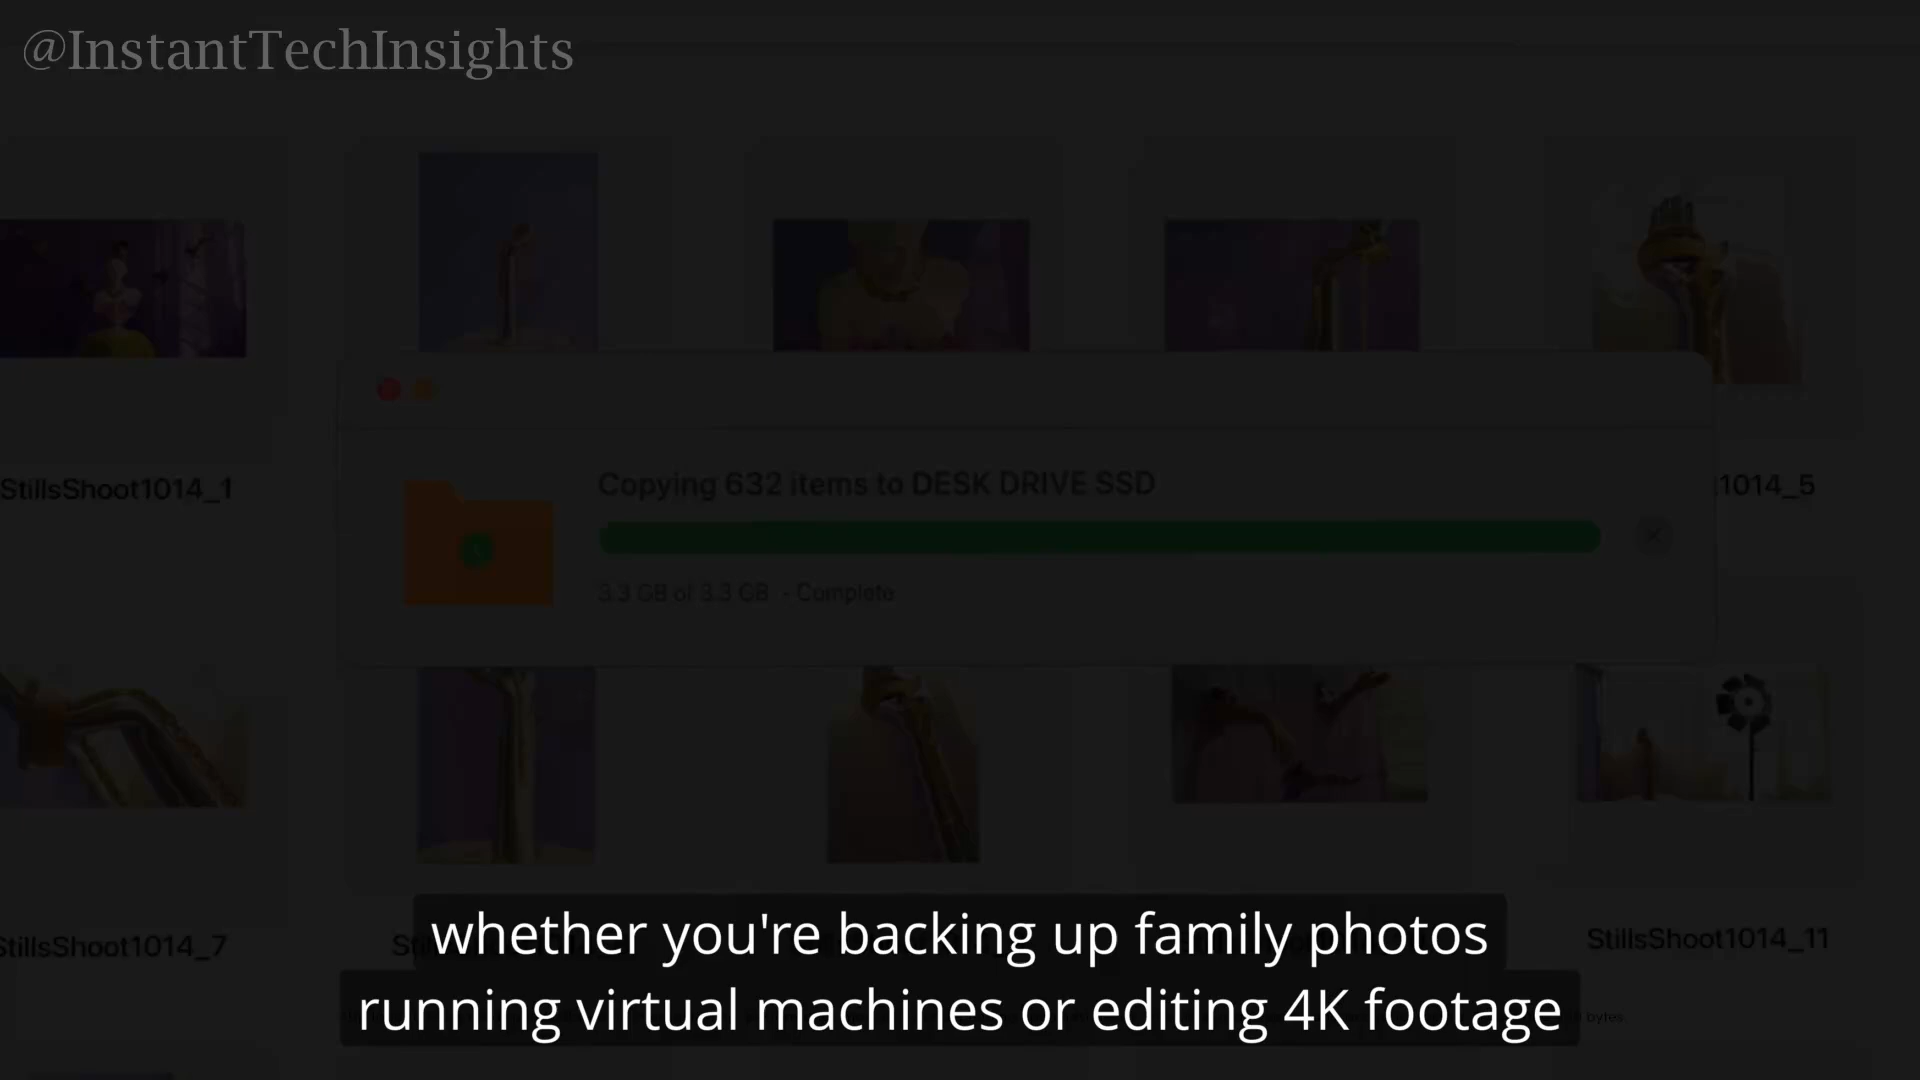 @InstantTechInsights
StillsShoot1014_1
Copying 632 items to DESK DRIVE SSD
1014_5
3.3 GB of 3.3 GB - Complete
StillsShoot1014_7
StillsShoot1014_11
whether you're backing up family photos
running virtual machines or editing 4K footage
bytes